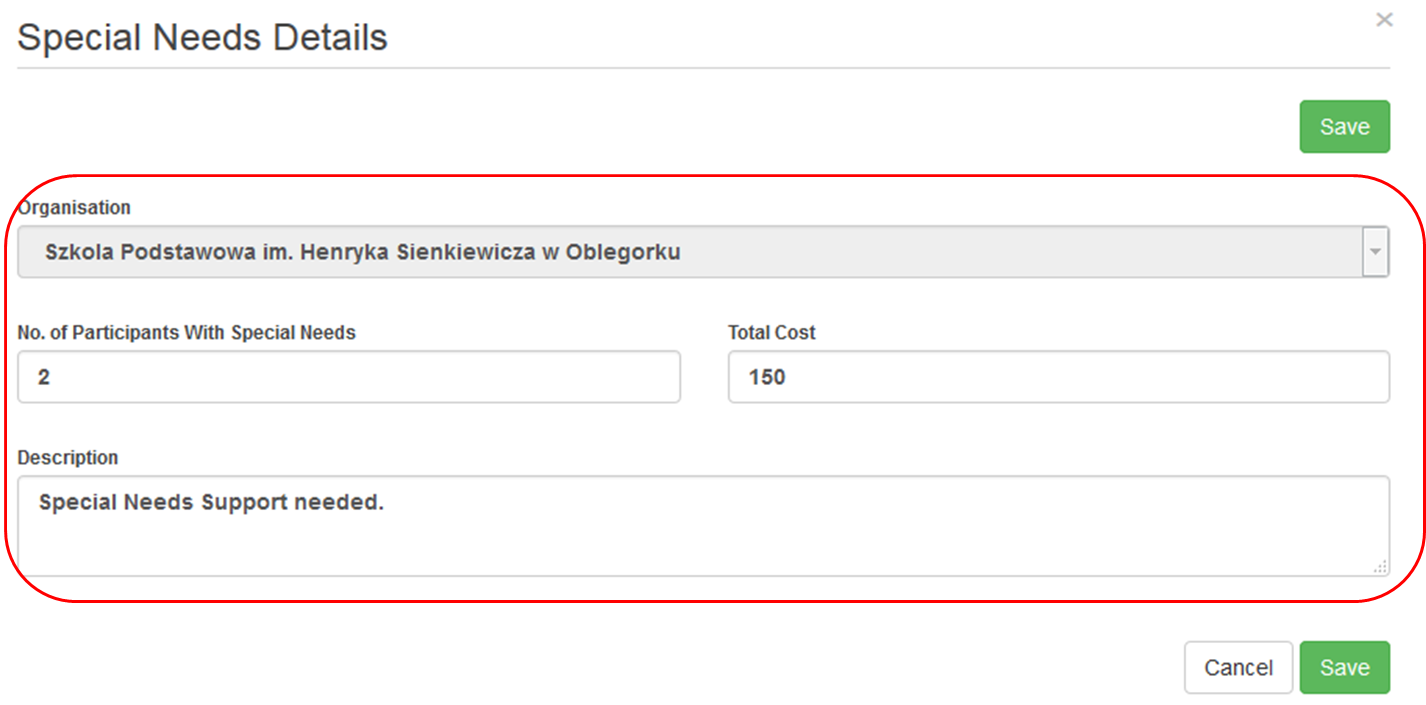 Special Needs Details
×
Save
Organisation
Szkola Podstawowa im. Henryka Sienkiewicza w Oblegorku
No. of Participants With Special Needs
Total Cost
2
150
Description
Special Needs Support needed.
Cancel
Save